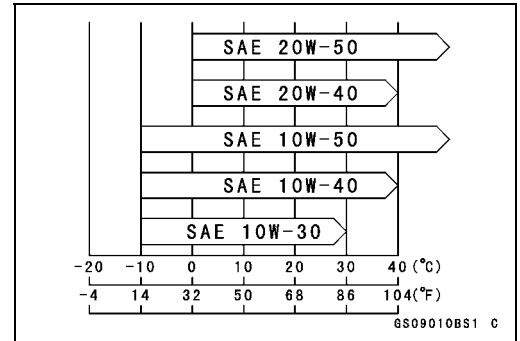 SAE 20W-50
SAE 20W-40
SAE 10W-50
SAE 10W-40
SAE 10W-30
-20 -10 0 10 20 30 40 (°C)
-4 14 32 50 68 86 104(°F)
GS09010BS1 C